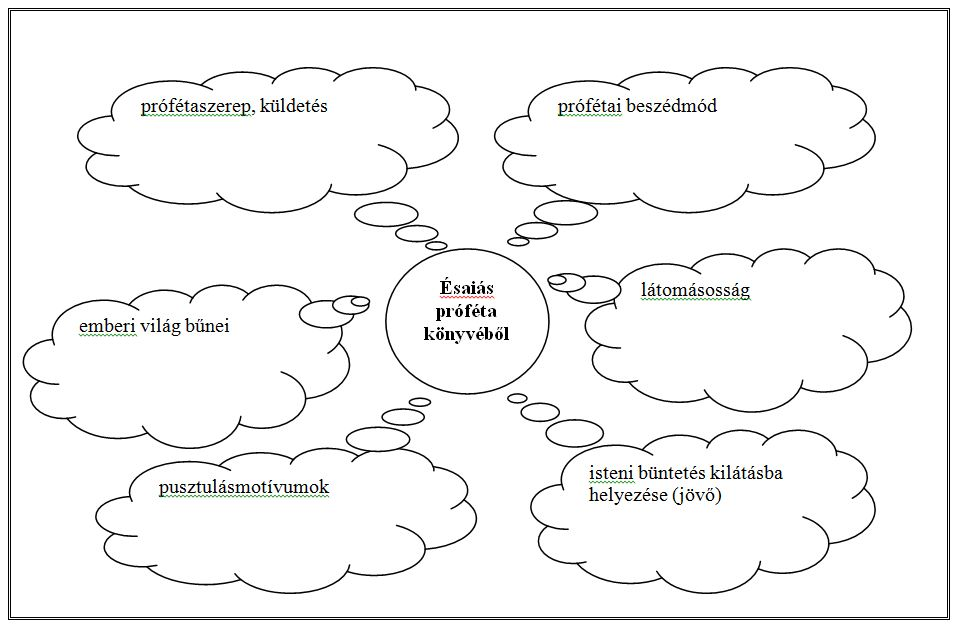 prófétaszerep, küldetés
prófétai beszédmód
Ésaiás
próféta
könyvéből
látomásosság
emberi világ bűnei
pusztulásmotívumok
isteni büntetés kilátásba
helyezése (jövő)